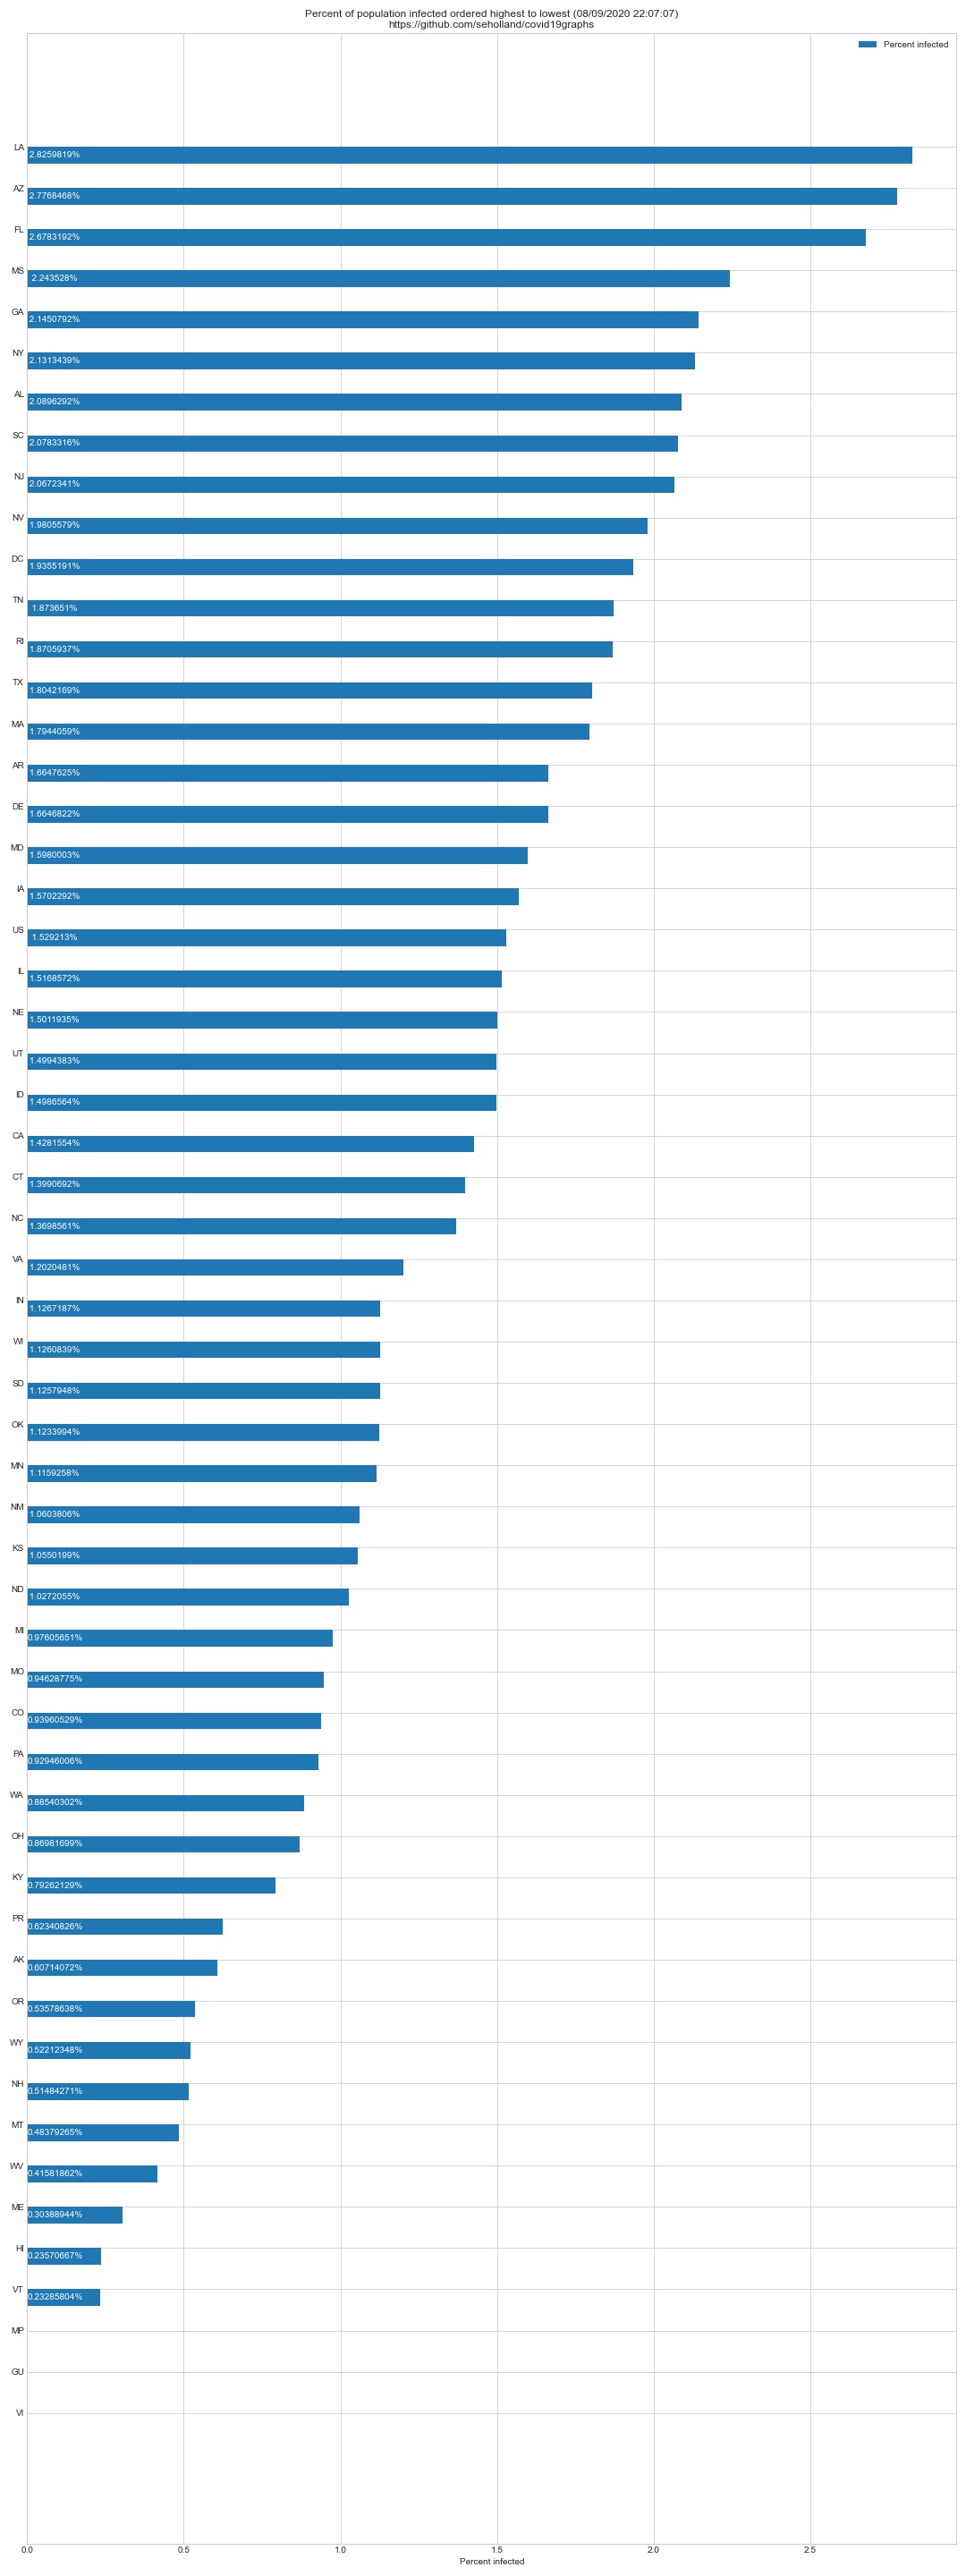 Percent of population infected ordered highest to lowest (08/09/2020 22:07:07)
https://github.com/seholland/covid19graphs
Percent infected
LA 2.8259819%
AZ 2.7768468%
FL 2.6783192%
MS 2.243528%
GA 2.1450792%
NY 2.1313439%
AL 2.0896292%
SC 2.0783316%
NJ 2.0672341%
NV 1.9805579%
DC 1.9355191%
TN 1.873651%
RI 1.8705937%
TX 1.8042169%
MA 1.7944059%
AR 1.6647625%
DE 1.6646822%
MD 1.5980003%
IA 1.5702292%
US 1.529213%
IL 1.5168572%
NE 1.5011935%
UT 1.4994383%
ID 1.4986564%
CA 1.4281554%
CT 1.3990692%
NC 1.3698561%
VA 1.2020481%
IN 1.1267187%
WI 1.1260839%
SD 1.1257948%
OK 1.1233994%
MN 1.1159258%
NM 1.0603806%
KS 1.0550199%
ND 1.0272055%
MI 0.97605651%
MO 0.94628775%
CO 0.93960529%
PA 0.92946006%
WA 0.88540302%
OH 0.86981699%
KY 0.79262129%
PR 0.62340826%
AK 0.60714072%
OR 0.53578638%
WY 0.52212348%
NH 0.51484271%
MT 0.48379265%
WV 0.41581862%
ME 0.30388944%
HI 0.23570667%
VT 0.23285804%
MP
GU
VI
0.0 0.5 1.0 1.5 2.0 2.5
Percent infected